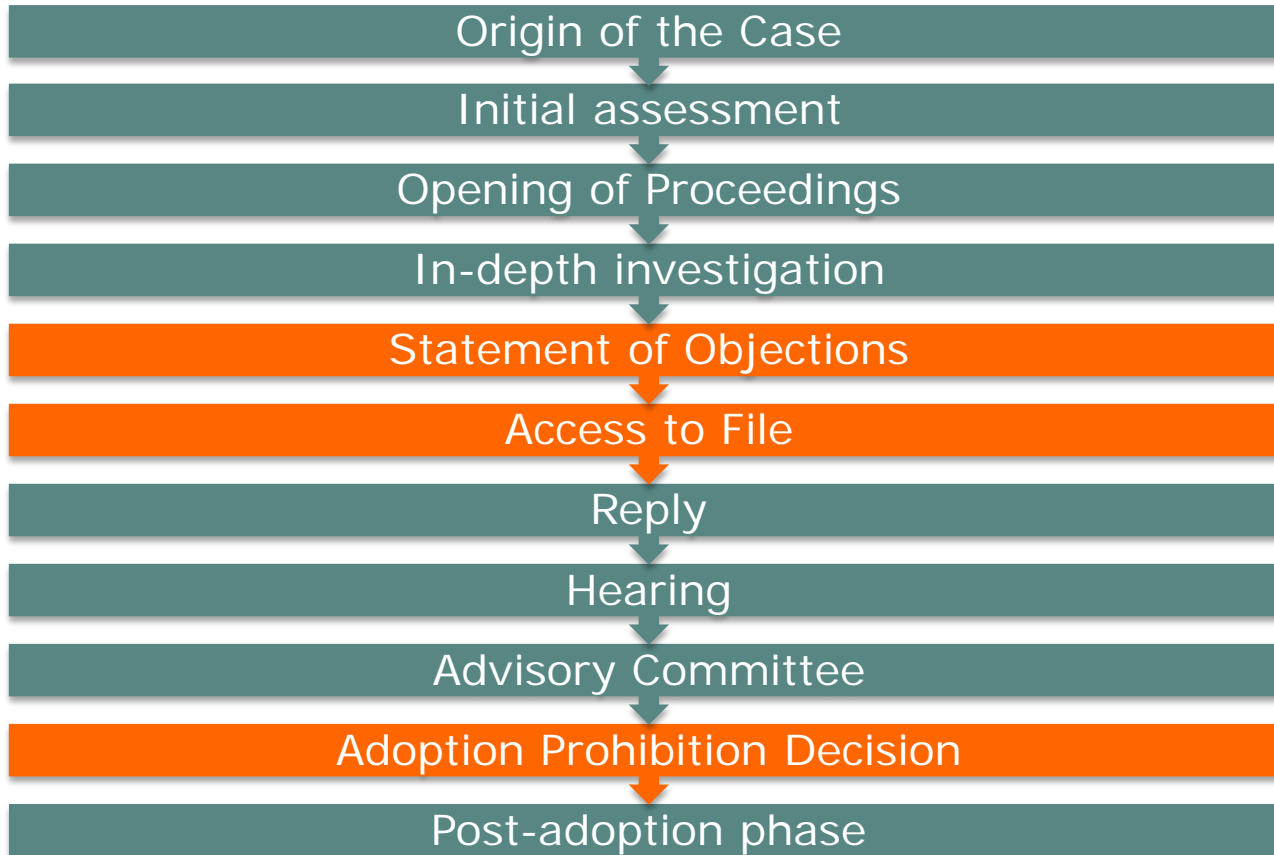 Origin of the Case
Initial assessment
Opening of Proceedings
In-depth investigation
Statement of Objections
Access to File
Reply
Hearing
Advisory Committee
Adoption Prohibition Decision
Post-adoption phase